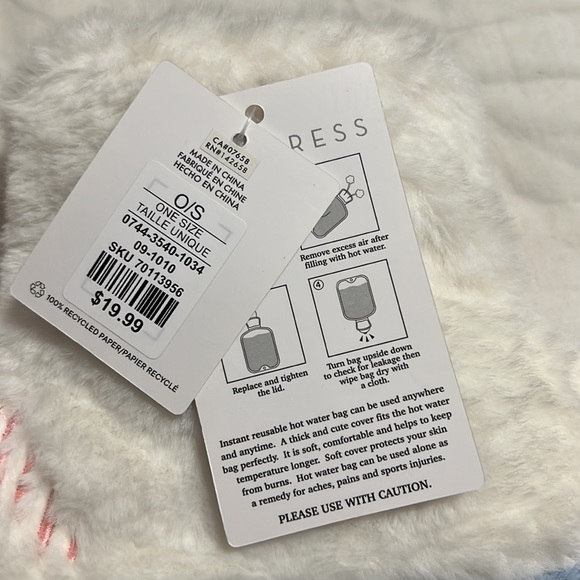 CA#07658
RN#142658
MADE IN CHINA
FABRIQUÉ EN CHINE
HECHO EN CHINA
O/S
ONE SIZE
TAILLE UNIQUE
0744-3540-1034
09-1010
SKU 70113956
$19.99
100% RECYCLED PAPER/PAPIER RECYCLÉ
RESS
Remove excess air after
filling with hot water.
Replace and tighten
the lid.
4
Turn bag upside down
to check for leakage then
wipe bag dry with
a cloth.
Instant reusable hot water bag can be used anywhere
and anytime. A thick and cute cover fits the hot water
bag perfectly. It is soft, comfortable and helps to keep
temperature longer. Soft cover protects your skin
from burns. Hot water bag can be used alone as
a remedy for aches, pains and sports injuries.
PLEASE USE WITH CAUTION.